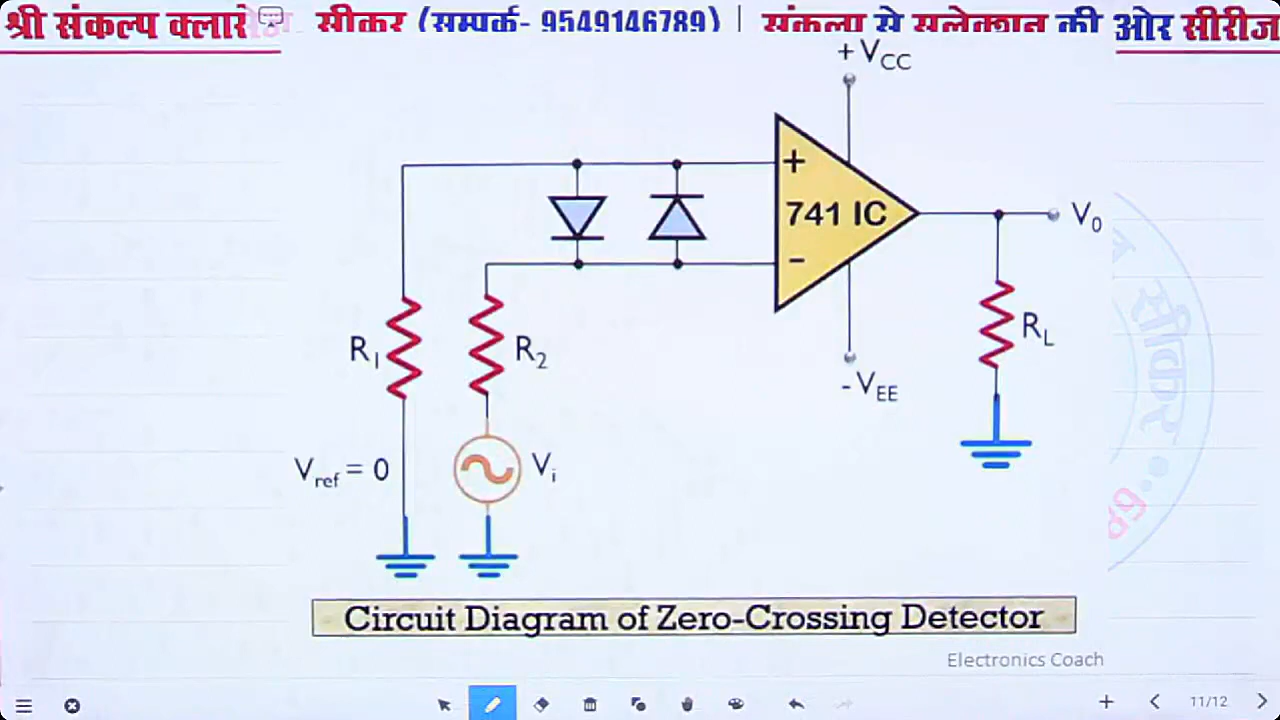 श्री संकल्प क्लासेज सीकर (सम्पर्क- 9549146789) | संकल्प से सलेक्शन की ओर सीरीज
+VCC
+
741 IC
V0
-
R1
R2
RL
-VEE
Vref = 0
Vi
सीकर
Circuit Diagram of Zero-Crossing Detector
Electronics Coach
11/12